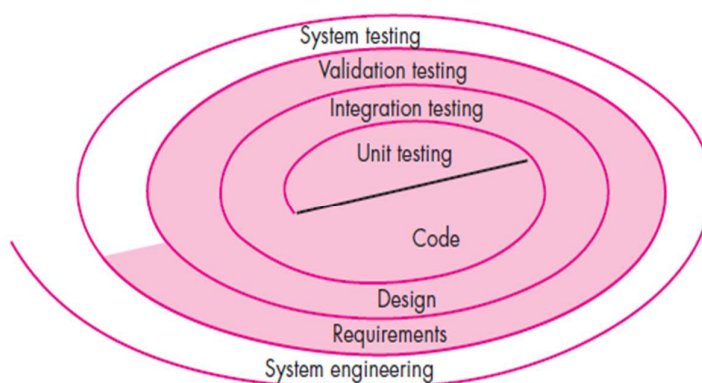 System testing
Validation testing
Integration testing
Unit testing
Code
Design
Requirements
System engineering